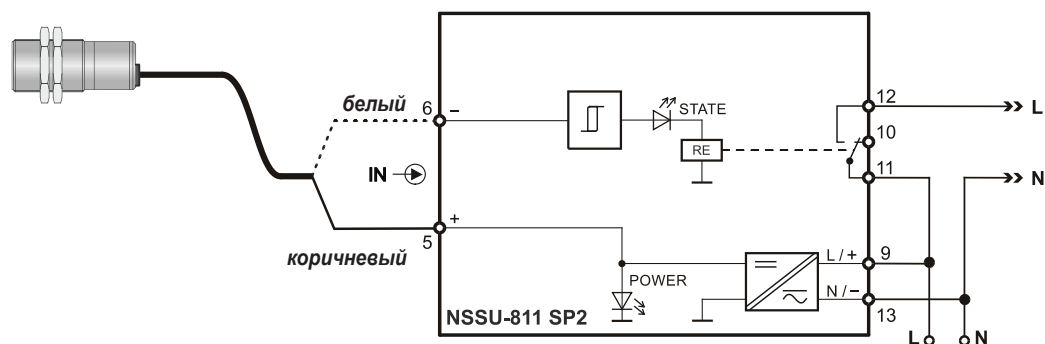 белый
6
–
STATE
12
L
10
RE
IN
11
N
+
5
коричневый
L / +
9
POWER
N / –
13
NSSU-811 SP2
L
N